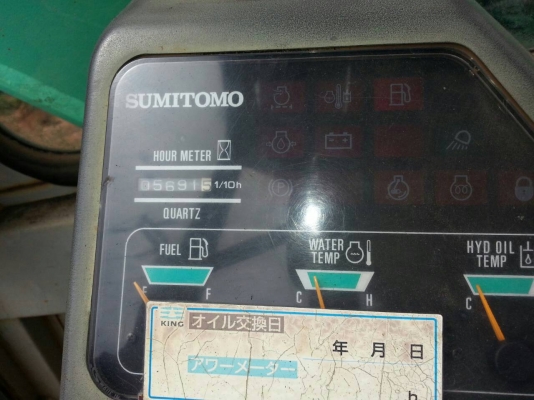 SUMITOMO
HOUR METER
056915 1/10h
QUARTZ
FUEL
WATER TEMP
HYD OIL TEMP
E F
C H
C
KING オイル交換日
年 月 日
アワーメーター
h